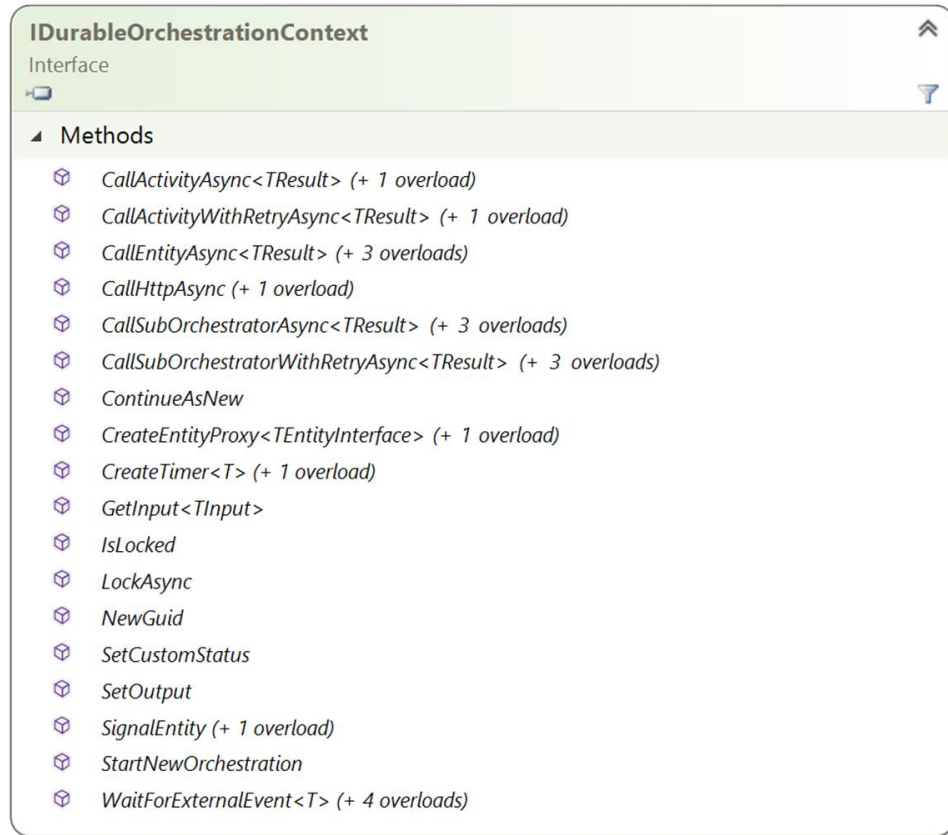 IDurableOrchestrationContext
Interface
Methods
CallActivityAsync<TResult> (+ 1 overload)
CallActivityWithRetryAsync<TResult> (+ 1 overload)
CallEntityAsync<TResult> (+ 3 overloads)
CallHttpAsync (+ 1 overload)
CallSubOrchestratorAsync<TResult> (+ 3 overloads)
CallSubOrchestratorWithRetryAsync<TResult> (+ 3 overloads)
ContinueAsNew
CreateEntityProxy<TEntityInterface> (+ 1 overload)
CreateTimer<T> (+ 1 overload)
GetInput<TInput>
IsLocked
LockAsync
NewGuid
SetCustomStatus
SetOutput
SignalEntity (+ 1 overload)
StartNewOrchestration
WaitForExternalEvent<T> (+ 4 overloads)